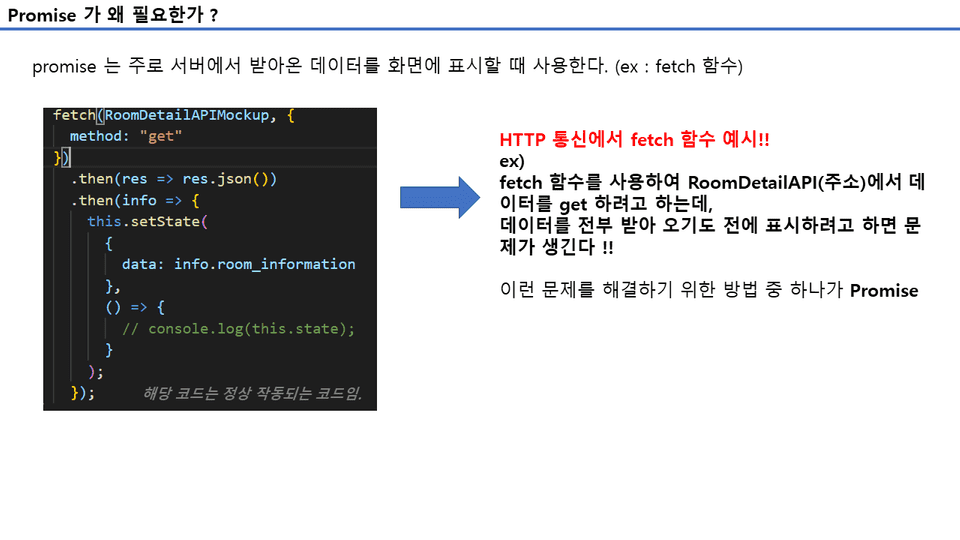 Promise 가 왜 필요한가 ?
promise 는 주로 서버에서 받아온 데이터를 화면에 표시할 때 사용한다. (ex : fetch 함수)
fetch(RoomDetailAPIMockup, {
method: "get"
})
.then(res => res.json())
.then(info => {
this.setState(
{
data: info.room_information
},
() => {
// console.log(this.state);
}
);
});
해당 코드는 정상 작동되는 코드임.
HTTP 통신에서 fetch 함수 예시!!
ex)
fetch 함수를 사용하여 RoomDetailAPI(주소)에서 데
이터를 get 하려고 하는데,
데이터를 전부 받아 오기도 전에 표시하려고 하면 문
제가 생긴다 !!
이런 문제를 해결하기 위한 방법 중 하나가 Promise